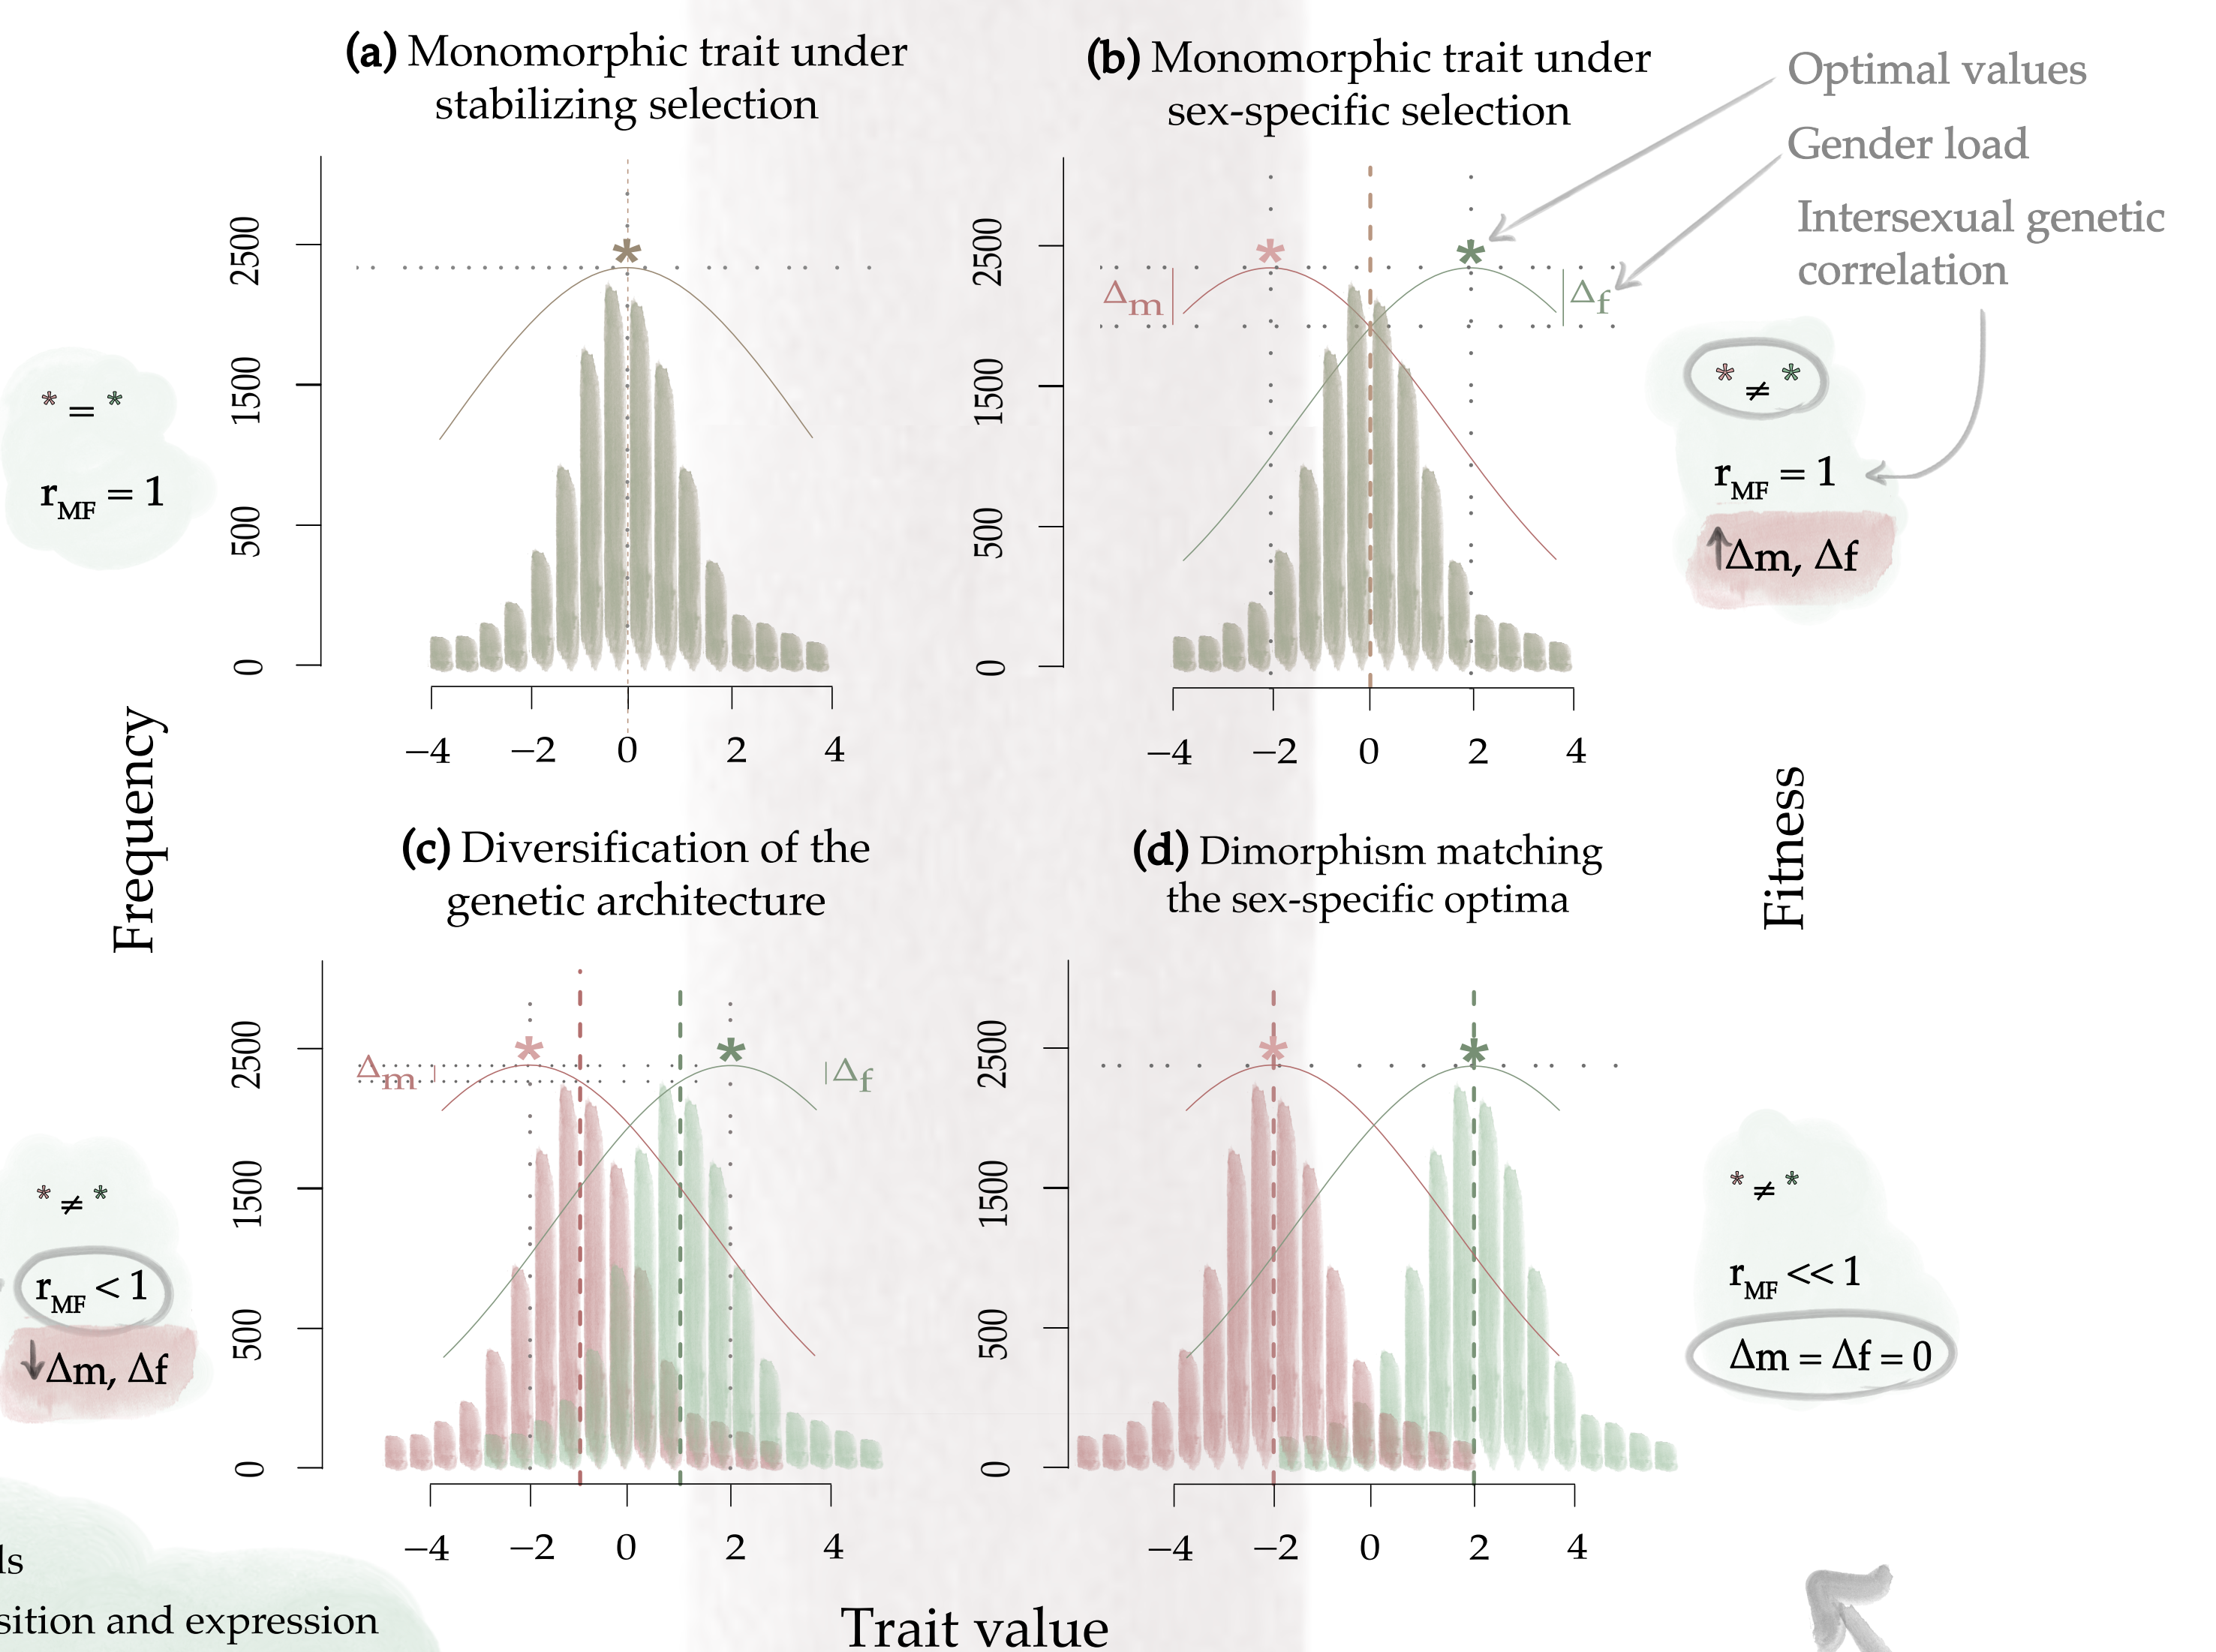 (a) Monomorphic trait under
stabilizing selection
2500
1500
500
0
*
* = *
rMF = 1
−4 −2 0 2 4
(b) Monomorphic trait under
sex-specific selection
Optimal values
Gender load
Intersexual genetic
correlation
2500
1500
500
0
* *
Δm
Δf
* ≠ *
rMF = 1
Δm, Δf
−4 −2 0 2 4
Frequency
Fitness
(c) Diversification of the
genetic architecture
2500
1500
500
0
* *
Δm
Δf
* ≠ *
rMF < 1
Δm, Δf
−4 −2 0 2 4
(d) Dimorphism matching
the sex-specific optima
2500
1500
500
0
* *
* ≠ *
rMF << 1
Δm = Δf = 0
−4 −2 0 2 4
Trait value
ls
sition and expression